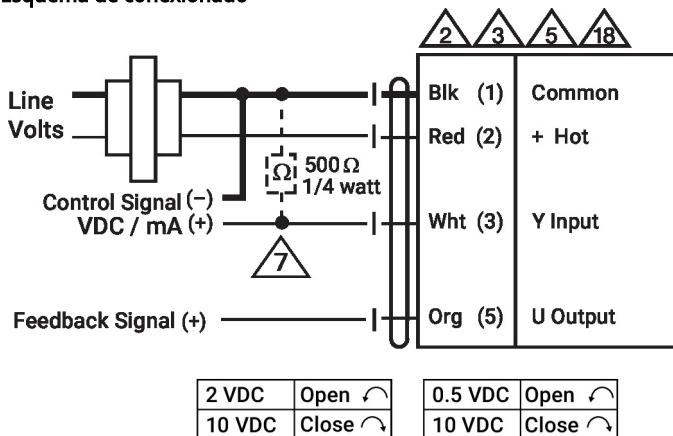 Esquema de conexionado
2 3 5 18
Line
Volts
Blk (1) Common
Red (2) + Hot
Ω 500 Ω
1/4 watt
Control Signal (−)
VDC / mA (+)
Wht (3) Y Input
7
Feedback Signal (+)
Org (5) U Output
2 VDC Open
10 VDC Close
0.5 VDC Open
10 VDC Close